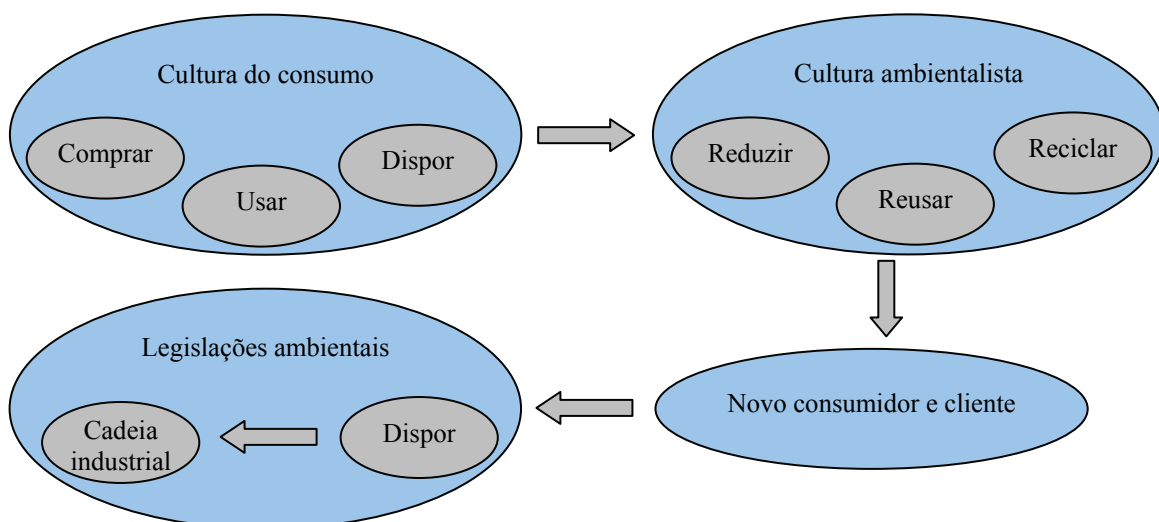 Cultura do consumo
Comprar
Usar
Dispor
Cultura ambientalista
Reduzir
Reusar
Reciclar
Novo consumidor e cliente
Legislações ambientais
Dispor
Cadeia
industrial